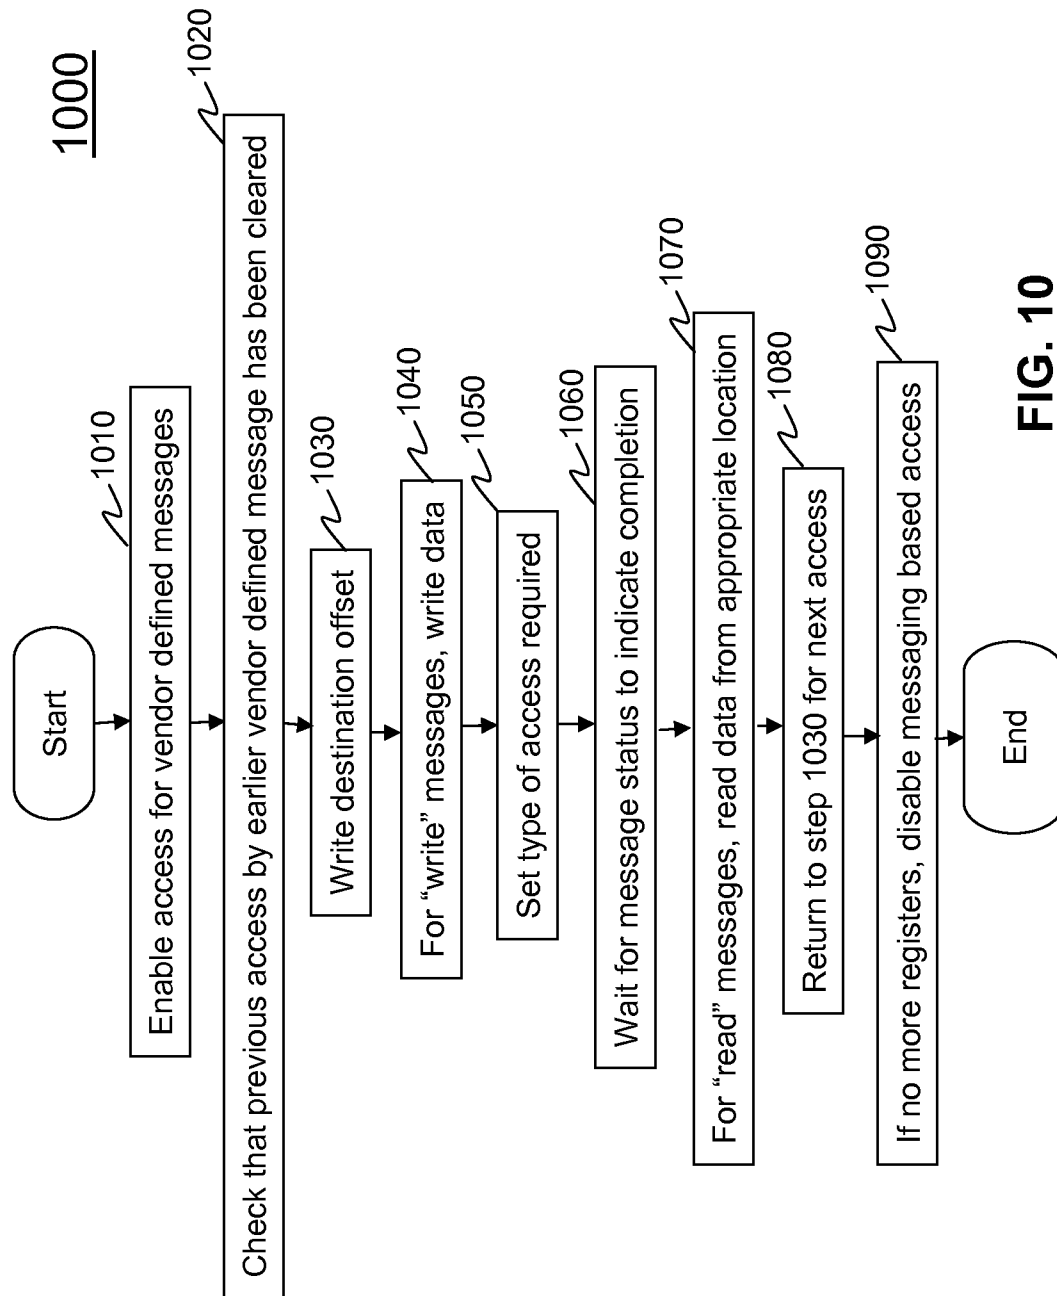 1000
Start
Enable access for vendor defined messages
1010
Check that previous access by earlier vendor defined message has been cleared
1020
Write destination offset
1030
For “write” messages, write data
1040
Set type of access required
1050
Wait for message status to indicate completion
1060
For “read” messages, read data from appropriate location
1070
Return to step 1030 for next access
1080
If no more registers, disable messaging based access
1090
End
FIG. 10